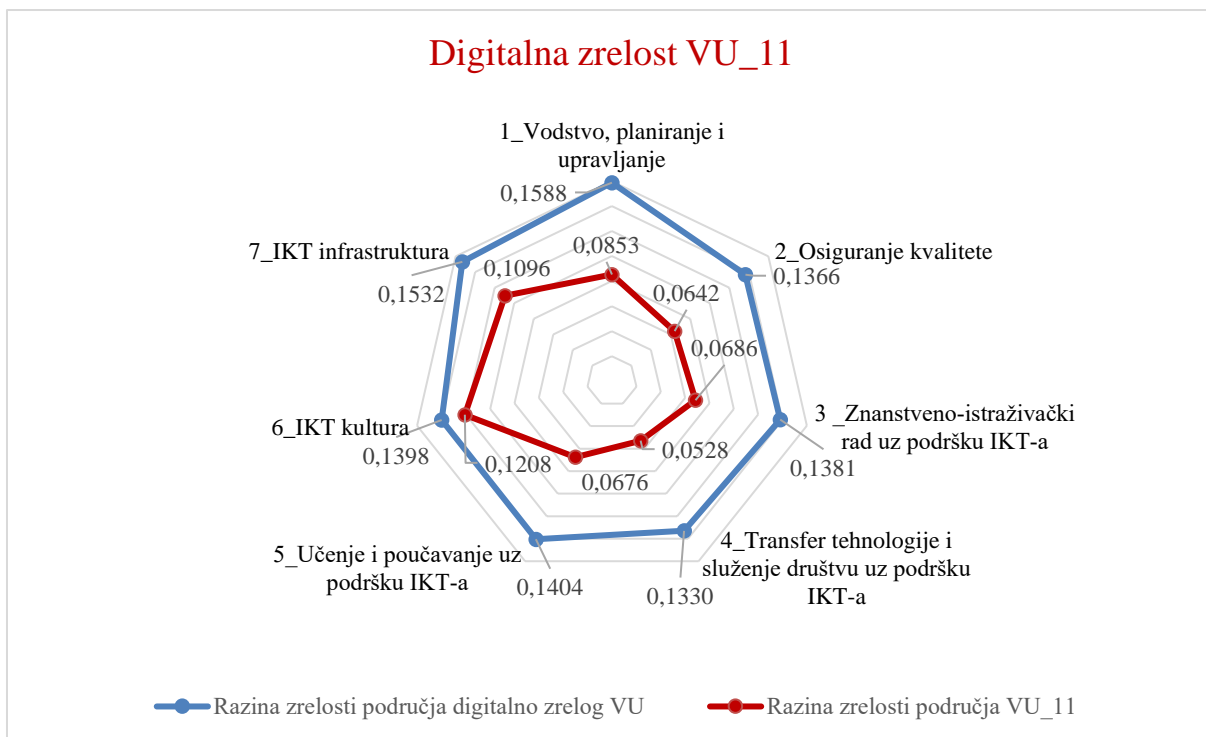 Digitalna zrelost VU_11
1_Vodstvo, planiranje i
upravljanje
0,1588
0,0853
7_IKT infrastruktura
2_Osiguranje kvalitete
0,1096
0,1366
0,1532
0,0642
0,0686
6_IKT kultura
3 _Znanstveno-istraživački
rad uz podršku IKT-a
0,1398
0,1208
0,0528
0,1381
0,0676
5_Učenje i poučavanje uz
podršku IKT-a
4_Transfer tehnologije i
služenje društvu uz podršku
IKT-a
0,1404
0,1330
Razina zrelosti područja digitalno zrelog VU
Razina zrelosti područja VU_11